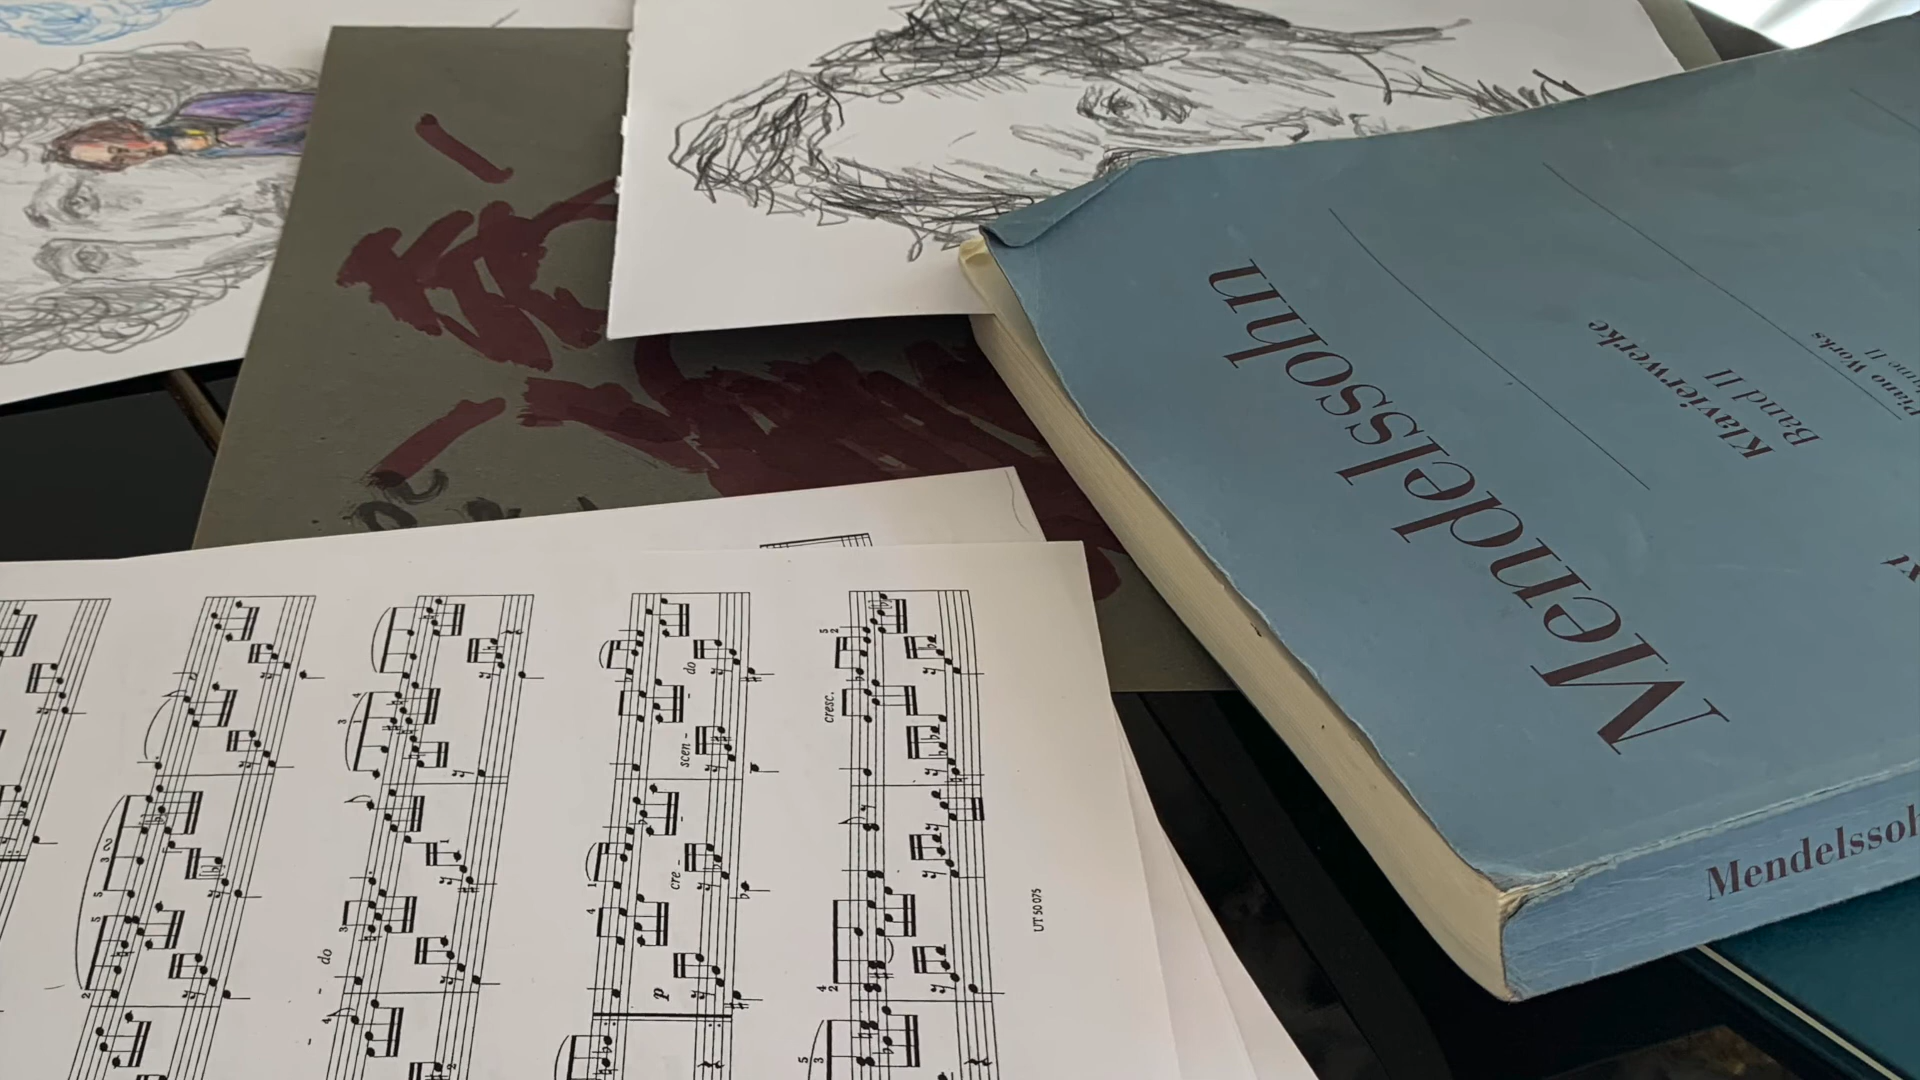 Mendelssohn
Klavierwerke
Band II
Piano Works
Mendelssoh
cresc.
do
scen -
cre -
p
- do
UT 50 075